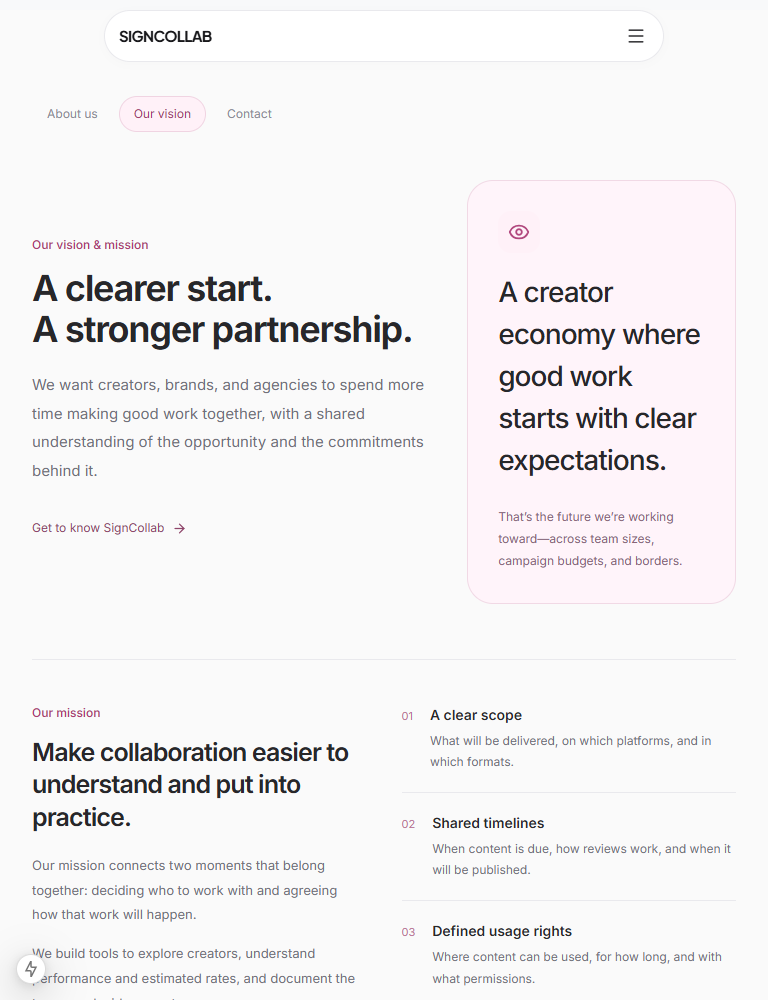 SIGNCOLLAB
About us
Our vision
Contact
Our vision & mission
A clearer start.
A stronger partnership.
We want creators, brands, and agencies to spend more
time making good work together, with a shared
understanding of the opportunity and the commitments
behind it.
Get to know SignCollab
A creator
economy where
good work
starts with clear
expectations.
That’s the future we’re working
toward—across team sizes,
campaign budgets, and borders.
Our mission
Make collaboration easier to
understand and put into
practice.
Our mission connects two moments that belong
together: deciding who to work with and agreeing
how that work will happen.
We build tools to explore creators, understand
performance and estimated rates, and document the
01
A clear scope
What will be delivered, on which platforms, and in
which formats.
02
Shared timelines
When content is due, how reviews work, and when it
will be published.
03
Defined usage rights
Where content can be used, for how long, and with
what permissions.